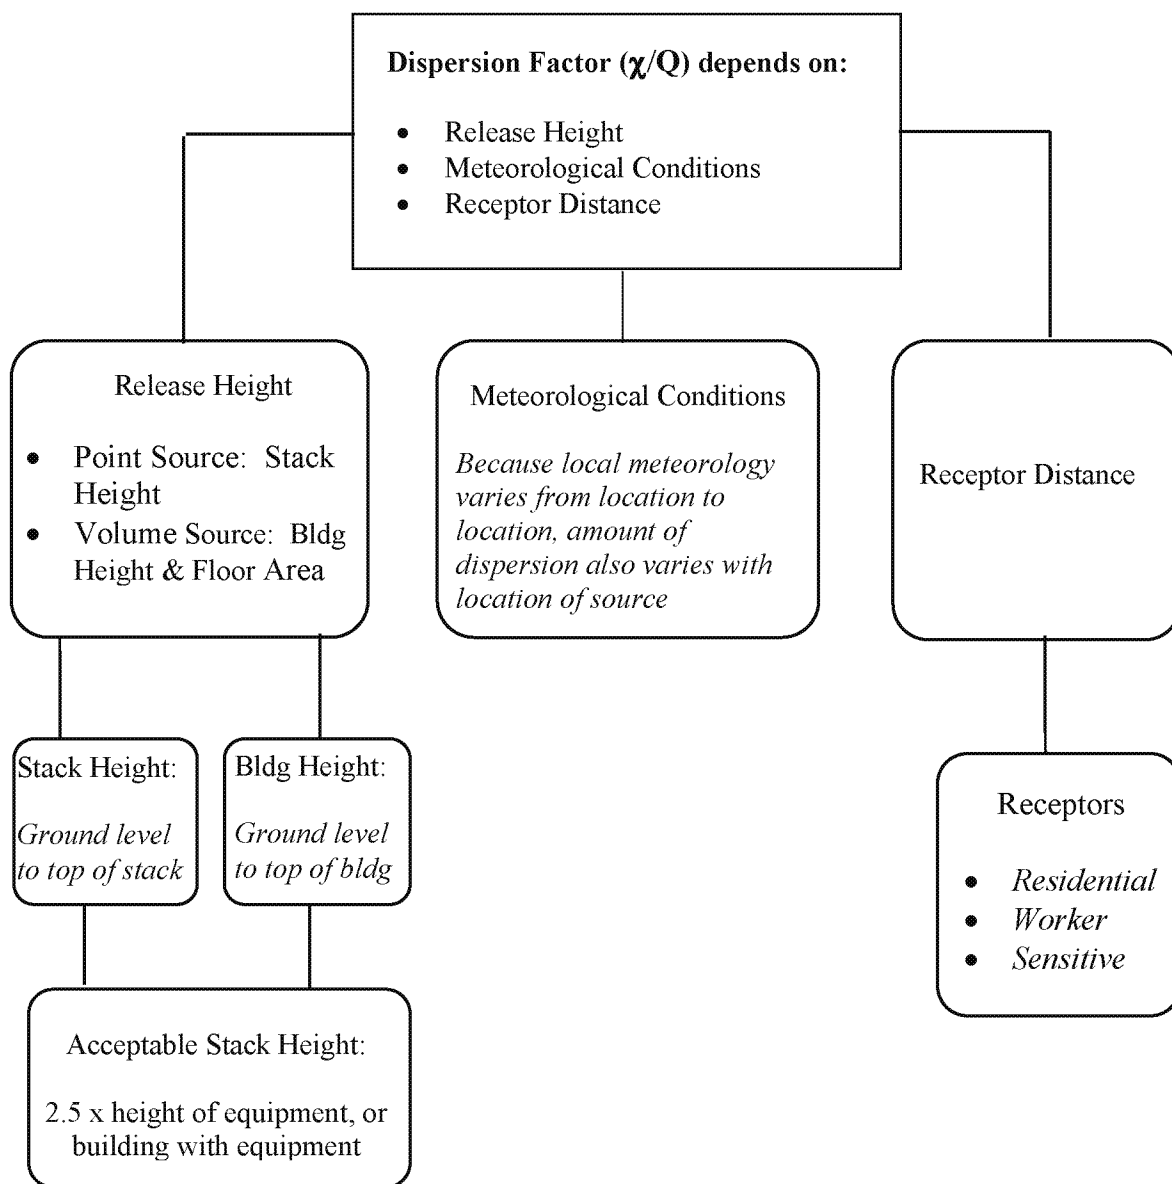 Dispersion Factor (χ/Q) depends on:
• Release Height
• Meteorological Conditions
• Receptor Distance
Release Height
• Point Source: Stack
Height
• Volume Source: Bldg
Height & Floor Area
Meteorological Conditions
Because local meteorology
varies from location to
location, amount of
dispersion also varies with
location of source
Receptor Distance
Stack Height:
Ground level
to top of stack
Bldg Height:
Ground level
to top of bldg
Receptors
• Residential
• Worker
• Sensitive
Acceptable Stack Height:
2.5 x height of equipment, or
building with equipment